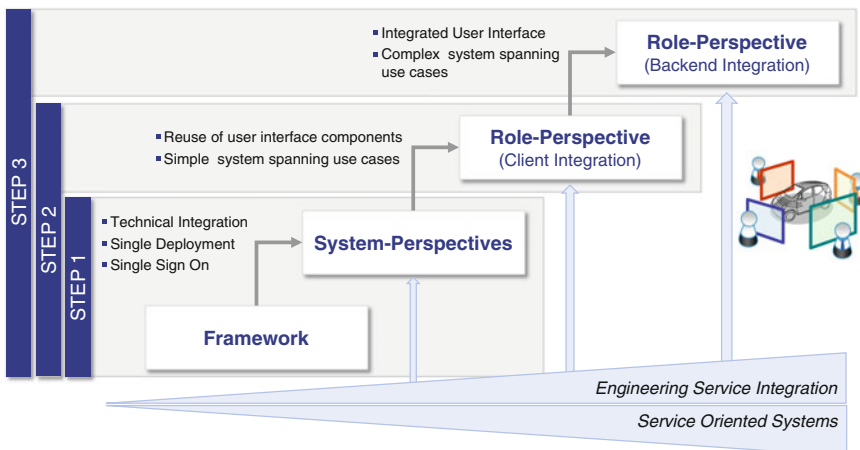 ▪ Integrated User Interface
▪ Complex system spanning
use cases
Role-Perspective
(Backend Integration)
▪ Reuse of user interface components
▪ Simple system spanning use cases
Role-Perspective
(Client Integration)
▪ Technical Integration
▪ Single Deployment
▪ Single Sign On
System-Perspectives
Framework
STEP 3
STEP 2
STEP 1
Engineering Service Integration
Service Oriented Systems